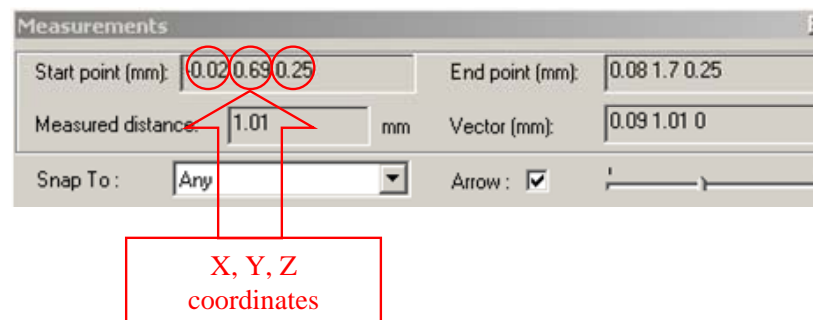 Measurements
Start point (mm): -0.02 0.69 0.25 End point (mm): 0.08 1.7 0.25
Measured distance: 1.01 mm Vector (mm): 0.09 1.01 0
Snap To : Any Arrow :
X, Y, Z
coordinates